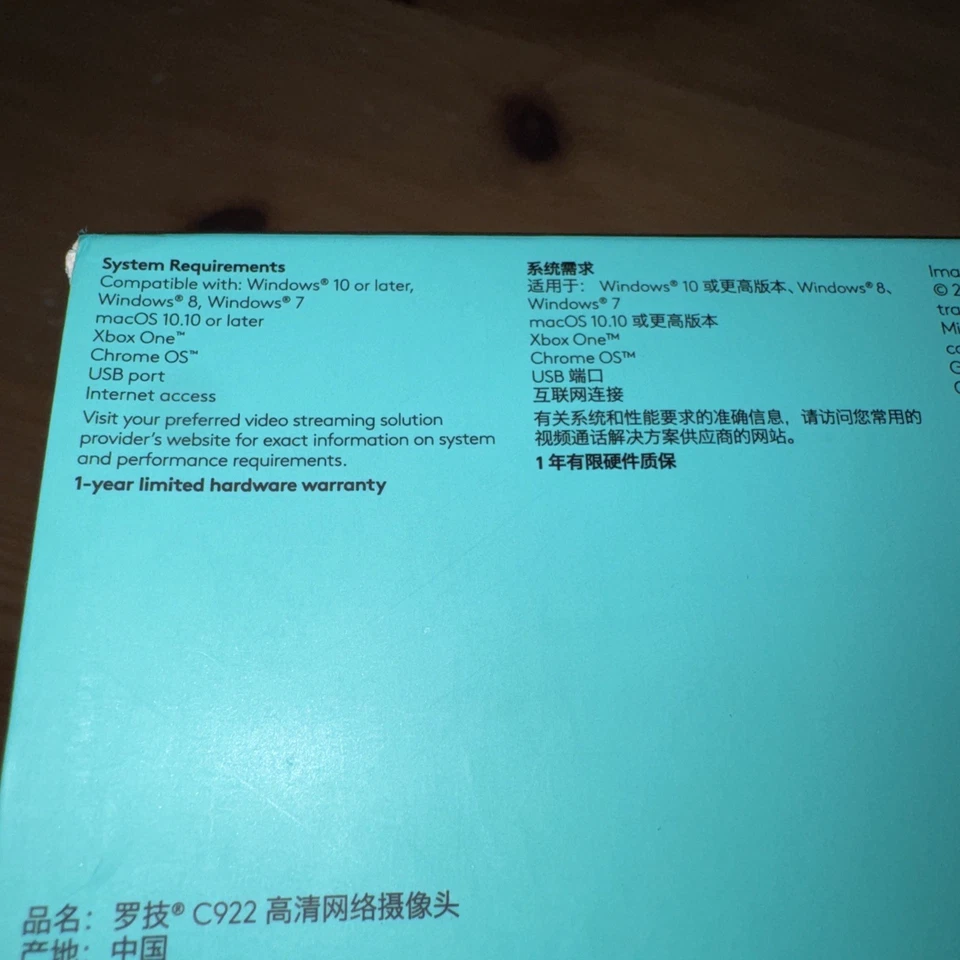 System Requirements
Compatible with: Windows® 10 or later,
Windows® 8, Windows® 7
macOS 10.10 or later
Xbox One™
Chrome OS™
USB port
Internet access
Visit your preferred video streaming solution
provider's website for exact information on system
and performance requirements.
1-year limited hardware warranty
系统需求
适用于： Windows® 10 或更高版本、Windows® 8、
Windows® 7
macOS 10.10 或更高版本
Xbox One™
Chrome OS™
USB 端口
互联网连接
有关系统和性能要求的准确信息，请访问您常用的
视频通话解决方案供应商的网站。
1 年有限硬件质保
品名：罗技® C922 高清网络摄像头
产地：中国